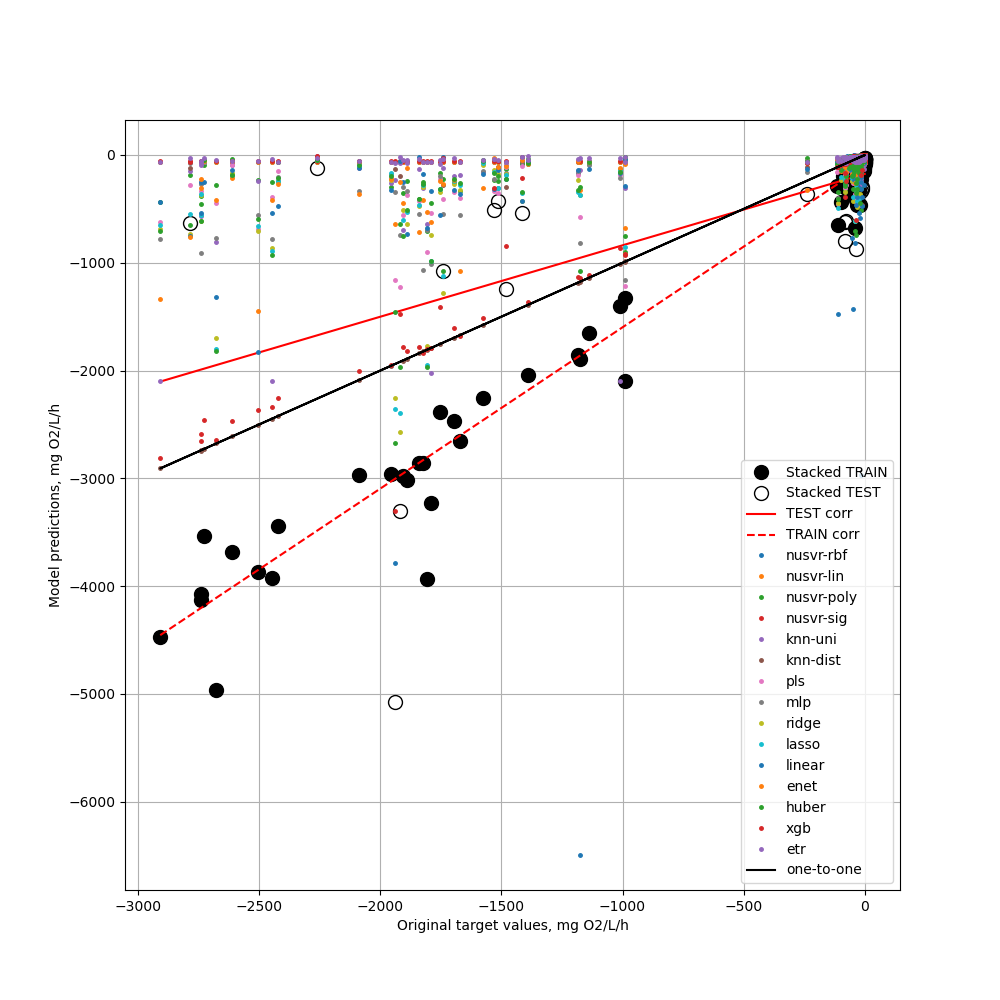 0
−1000
−2000
−3000
−4000
−5000
−6000
Model predictions, mg O2/L/h
−3000
−2500
−2000
−1500
−1000
−500
0
Original target values, mg O2/L/h
Stacked TRAIN
Stacked TEST
TEST corr
TRAIN corr
nusvr-rbf
nusvr-lin
nusvr-poly
nusvr-sig
knn-uni
knn-dist
pls
mlp
ridge
lasso
linear
enet
huber
xgb
etr
one-to-one